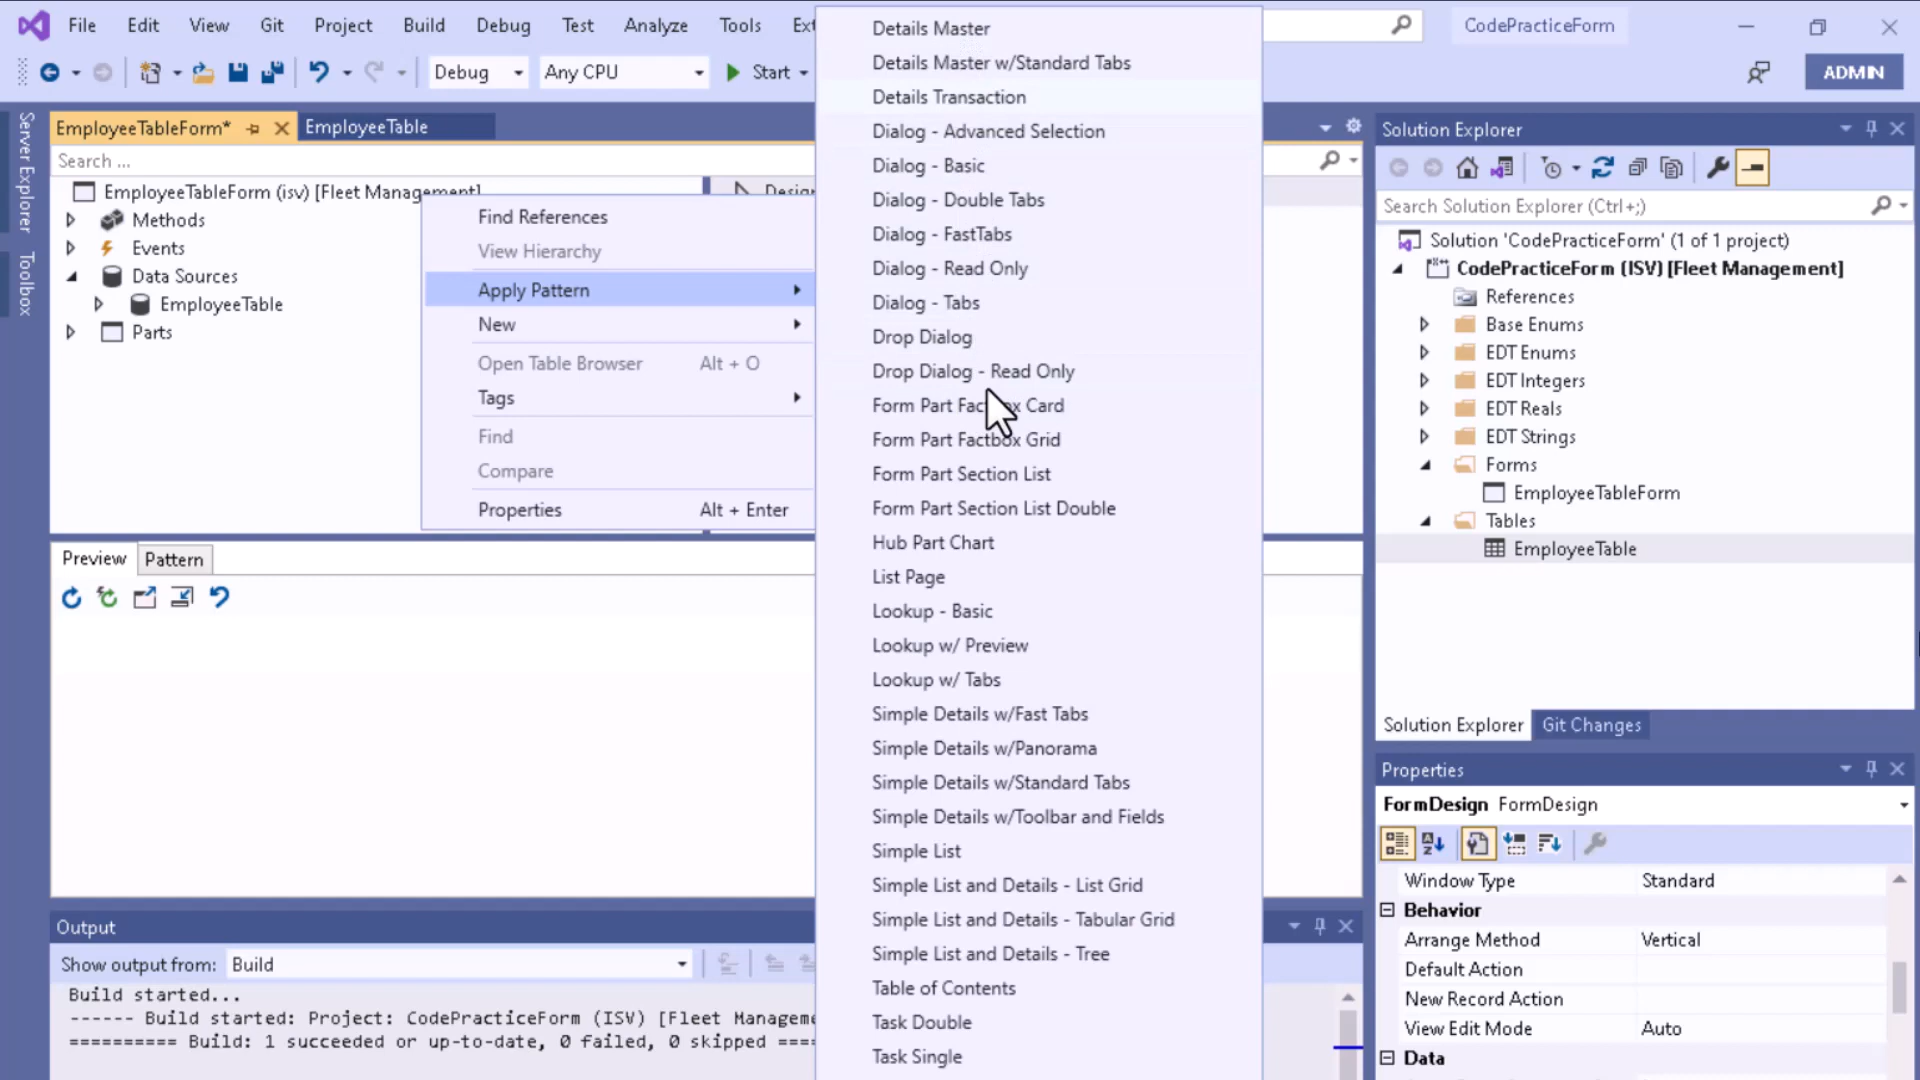 File Edit View Git Project Build Debug Test Analyze Tools Ext
CodePracticeForm
Debug Any CPU Start
ADMIN
Server Explorer
Toolbox
EmployeeTableForm* EmployeeTable
Search ...
EmployeeTableForm (isv) [Fleet Management]
Methods
Events
Data Sources
EmployeeTable
Parts
Design
Find References
View Hierarchy
Apply Pattern
New
Open Table Browser Alt + O
Tags
Find
Compare
Properties Alt + Enter
Details Master
Details Master w/Standard Tabs
Details Transaction
Dialog - Advanced Selection
Dialog - Basic
Dialog - Double Tabs
Dialog - FastTabs
Dialog - Read Only
Dialog - Tabs
Drop Dialog
Drop Dialog - Read Only
Form Part Factbox Card
Form Part Factbox Grid
Form Part Section List
Form Part Section List Double
Hub Part Chart
List Page
Lookup - Basic
Lookup w/ Preview
Lookup w/ Tabs
Simple Details w/Fast Tabs
Simple Details w/Panorama
Simple Details w/Standard Tabs
Simple Details w/Toolbar and Fields
Simple List
Simple List and Details - List Grid
Simple List and Details - Tabular Grid
Simple List and Details - Tree
Table of Contents
Task Double
Task Single
Preview Pattern
Output
Show output from: Build
Build started...
------ Build started: Project: CodePracticeForm (ISV) [Fleet Manageme
========== Build: 1 succeeded or up-to-date, 0 failed, 0 skipped ====
Solution Explorer
Search Solution Explorer (Ctrl+;)
Solution 'CodePracticeForm' (1 of 1 project)
CodePracticeForm (ISV) [Fleet Management]
References
Base Enums
EDT Enums
EDT Integers
EDT Reals
EDT Strings
Forms
EmployeeTableForm
Tables
EmployeeTable
Solution Explorer Git Changes
Properties
FormDesign FormDesign
Window Type Standard
Behavior
Arrange Method Vertical
Default Action
New Record Action
View Edit Mode Auto
Data